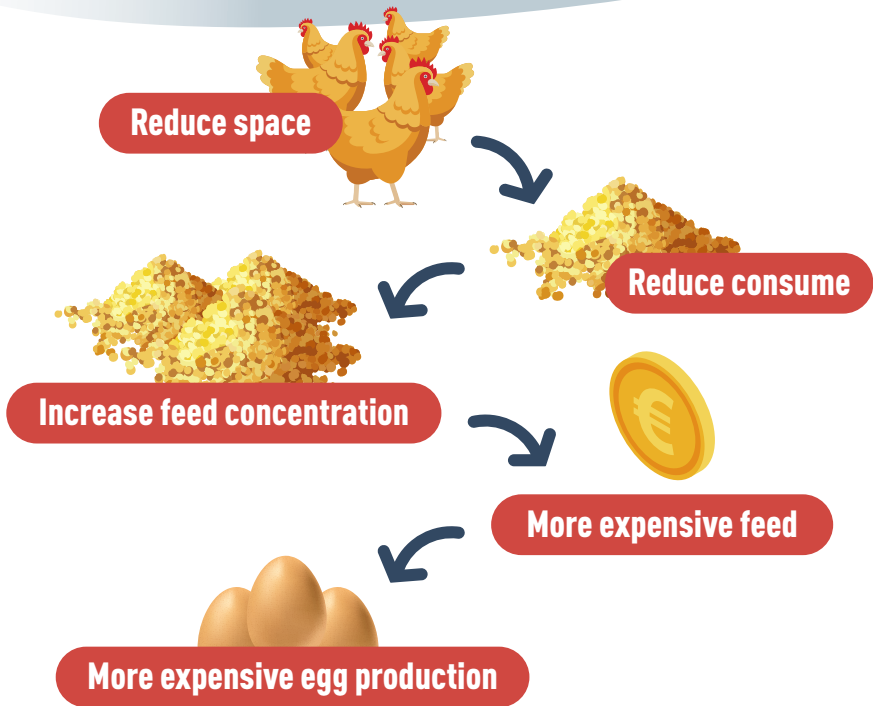 Reduce space
Reduce consume
Increase feed concentration
€
More expensive feed
More expensive egg production